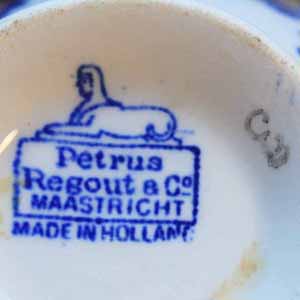 Petrus
Regout & Cº
MAASTRICHT
MADE IN HOLLAND